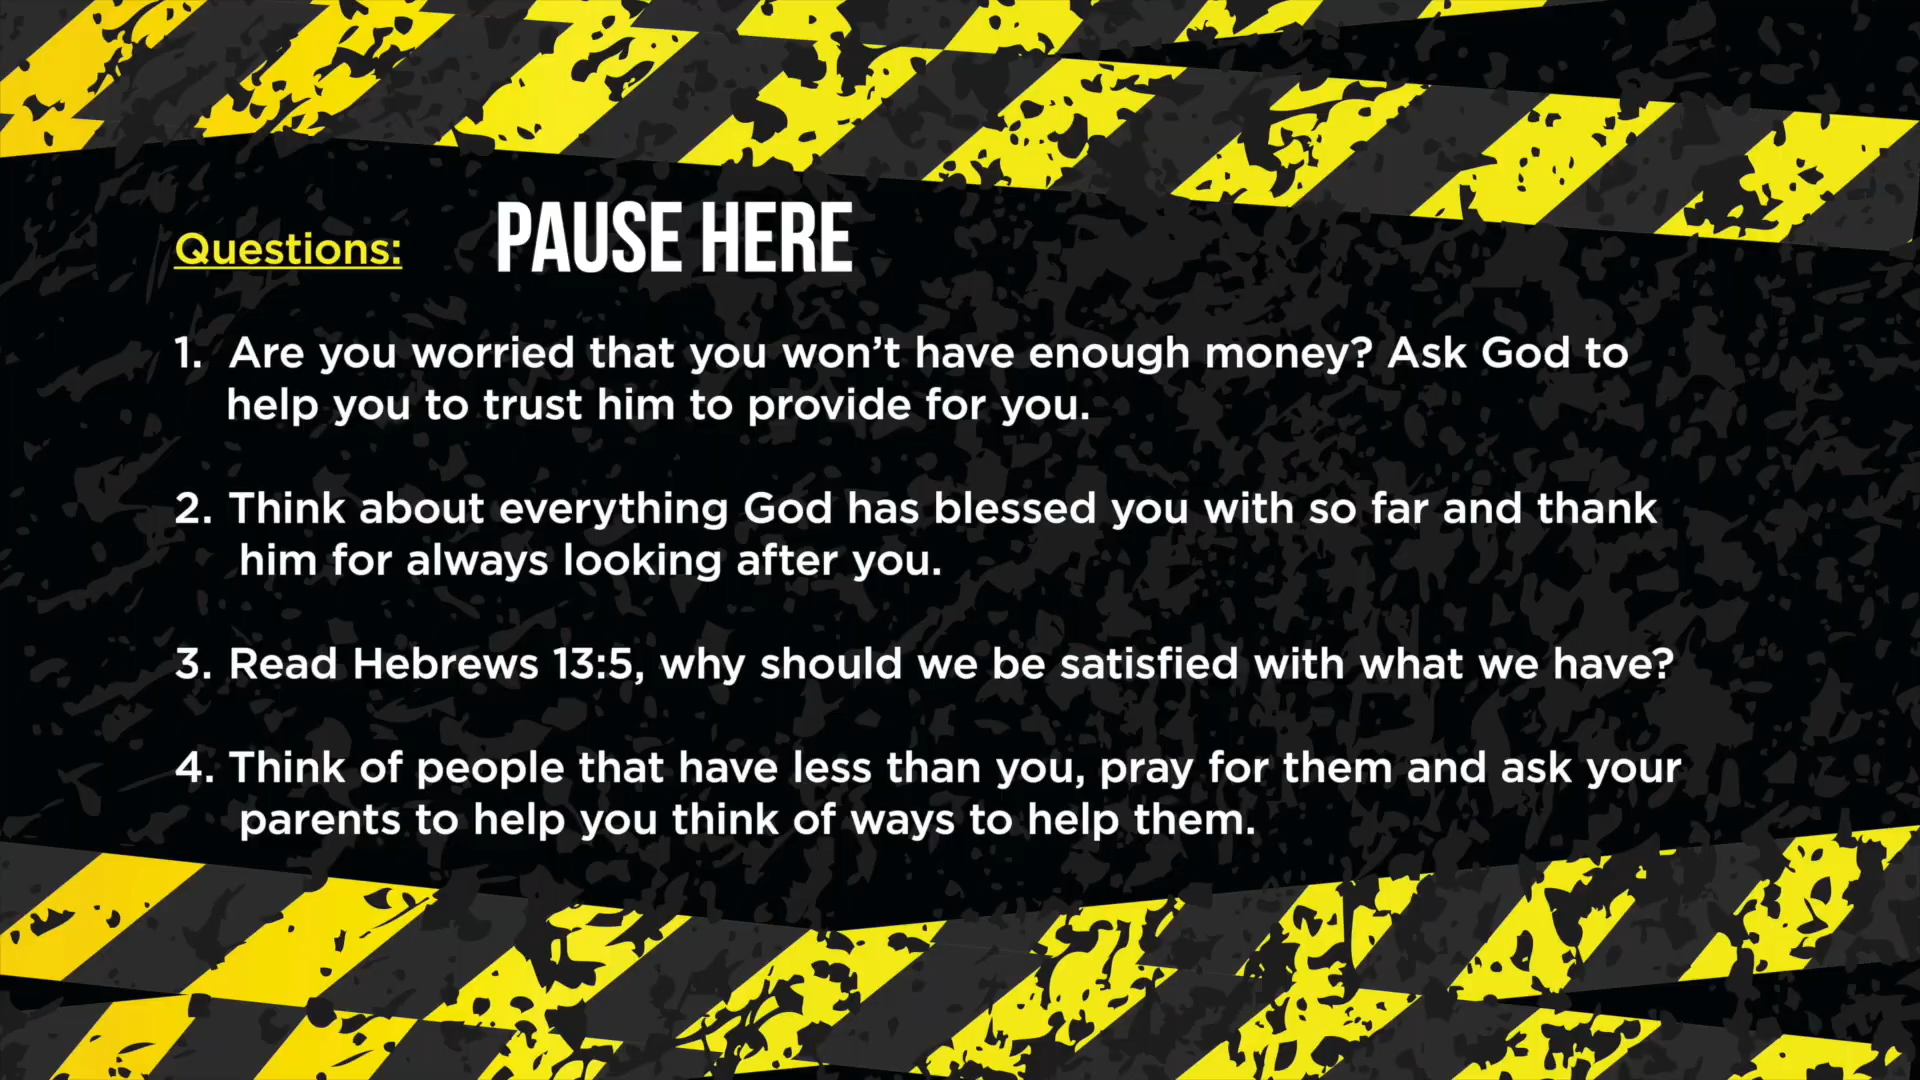 Questions:
PAUSE HERE
1. Are you worried that you won't have enough money? Ask God to
help you to trust him to provide for you.
2. Think about everything God has blessed you with so far and thank
him for always looking after you.
3. Read Hebrews 13:5, why should we be satisfied with what we have?
4. Think of people that have less than you, pray for them and ask your
parents to help you think of ways to help them.